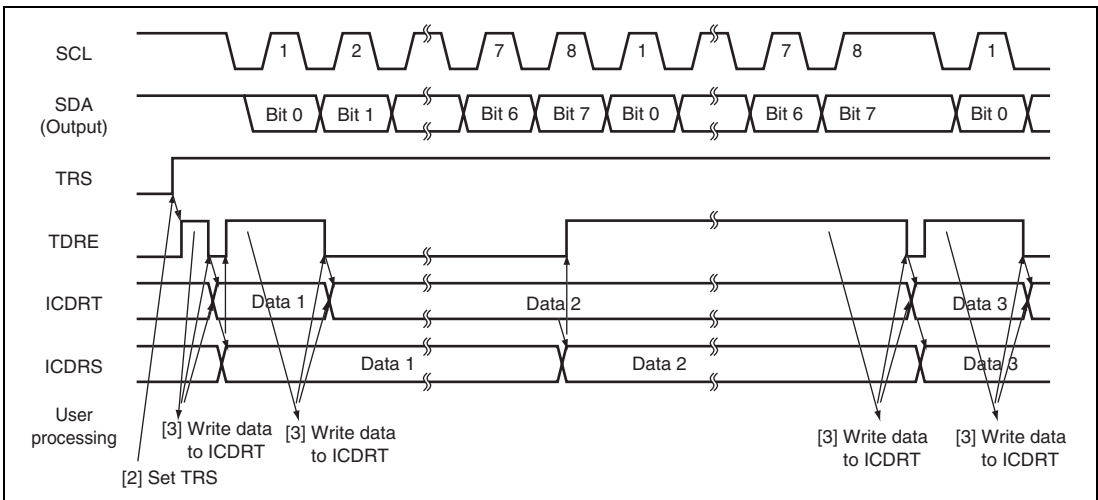 SCL 1 2 7 8 1 7 8 1
SDA
(Output)
Bit 0 Bit 1 Bit 6 Bit 7 Bit 0 Bit 6 Bit 7 Bit 0
TRS
TDRE
ICDRT Data 1 Data 2 Data 3
ICDRS Data 1 Data 2 Data 3
User
processing
[3] Write data
to ICDRT
[3] Write data
to ICDRT
[3] Write data
to ICDRT
[3] Write data
to ICDRT
[2] Set TRS